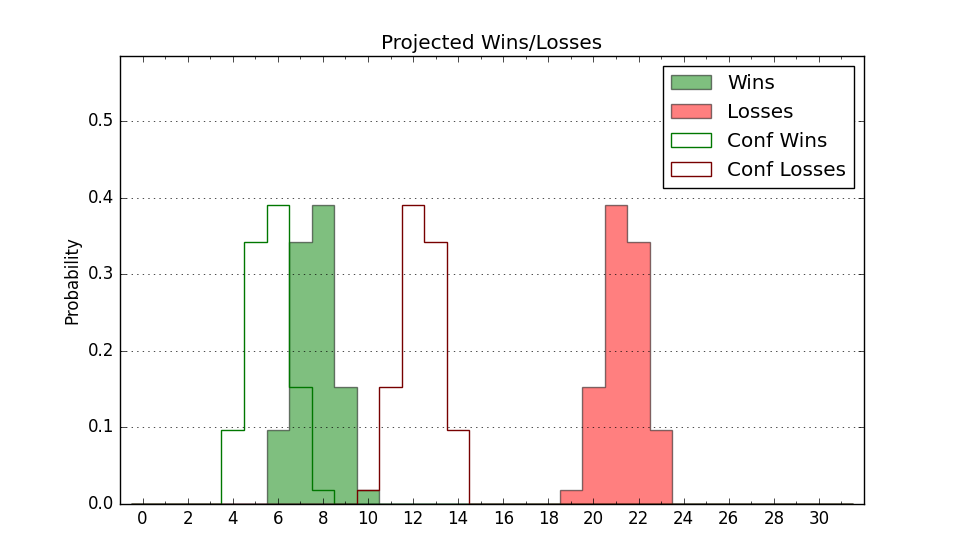 Projected Wins/Losses
Wins
Losses
Conf Wins
Conf Losses
Probability
0.5
0.4
0.3
0.2
0.1
0.0
0 2 4 6 8 10 12 14 16 18 20 22 24 26 28 30